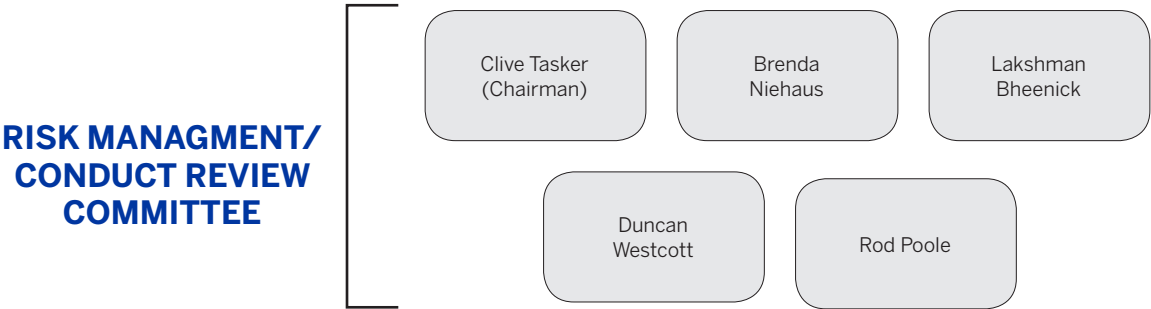 RISK MANAGMENT/
CONDUCT REVIEW
COMMITTEE
Clive Tasker
(Chairman)
Brenda
Niehaus
Lakshman
Bheenick
Duncan
Westcott
Rod Poole